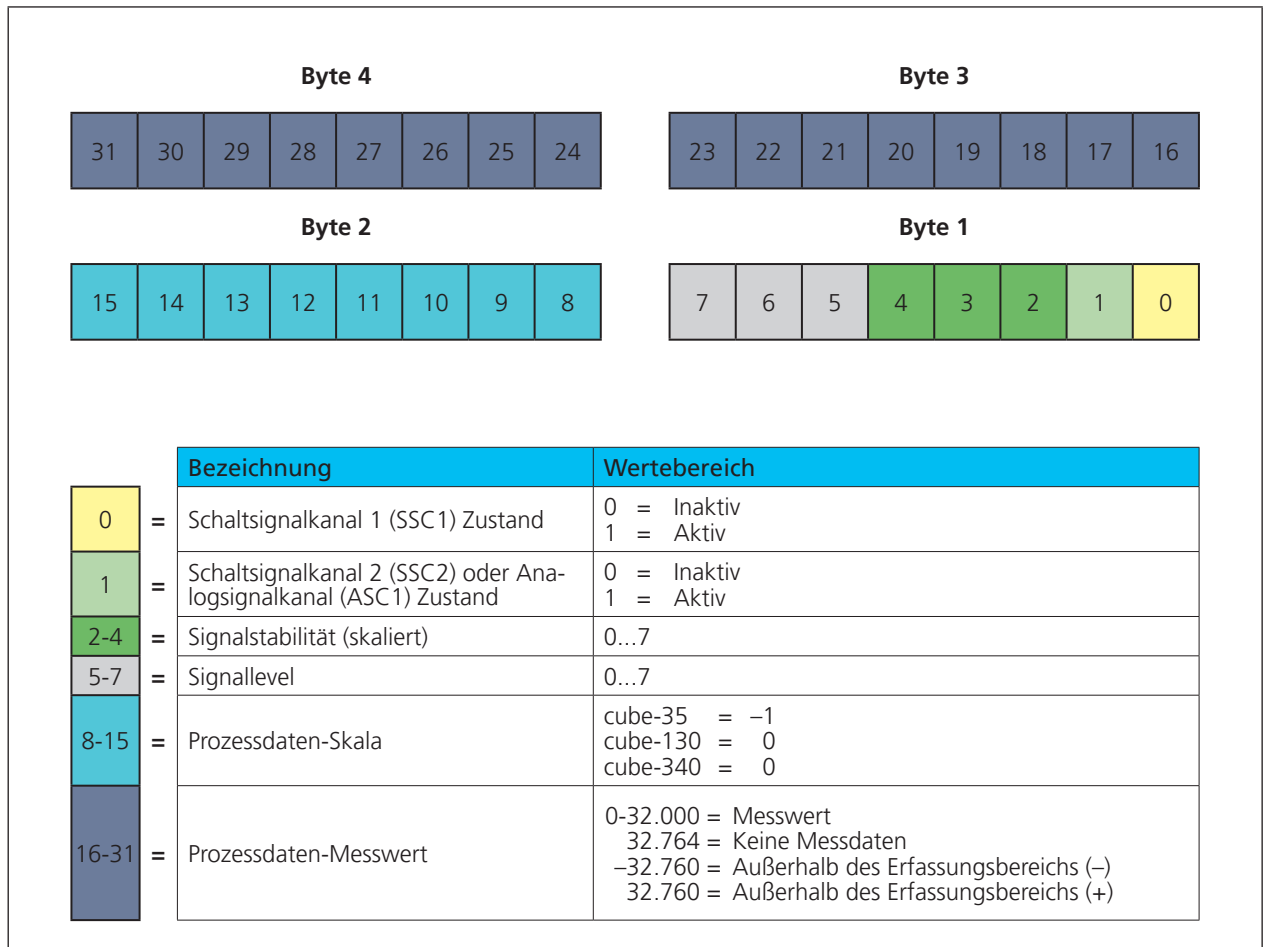 Byte 4
Byte 3
31 30 29 28 27 26 25 24
23 22 21 20 19 18 17 16
Byte 2
Byte 1
15 14 13 12 11 10 9 8
7 6 5 4 3 2 1 0
Bezeichnung
Wertebereich
0 = Schaltsignalkanal 1 (SSC1) Zustand
0 = Inaktiv
1 = Aktiv
1 = Schaltsignalkanal 2 (SSC2) oder Ana-
logsignalkanal (ASC1) Zustand
0 = Inaktiv
1 = Aktiv
2-4 = Signalstabilität (skaliert)
0...7
5-7 = Signallevel
0...7
8-15 = Prozessdaten-Skala
cube-35 = –1
cube-130 = 0
cube-340 = 0
16-31 = Prozessdaten-Messwert
0-32.000 = Messwert
32.764 = Keine Messdaten
–32.760 = Außerhalb des Erfassungsbereichs (–)
32.760 = Außerhalb des Erfassungsbereichs (+)